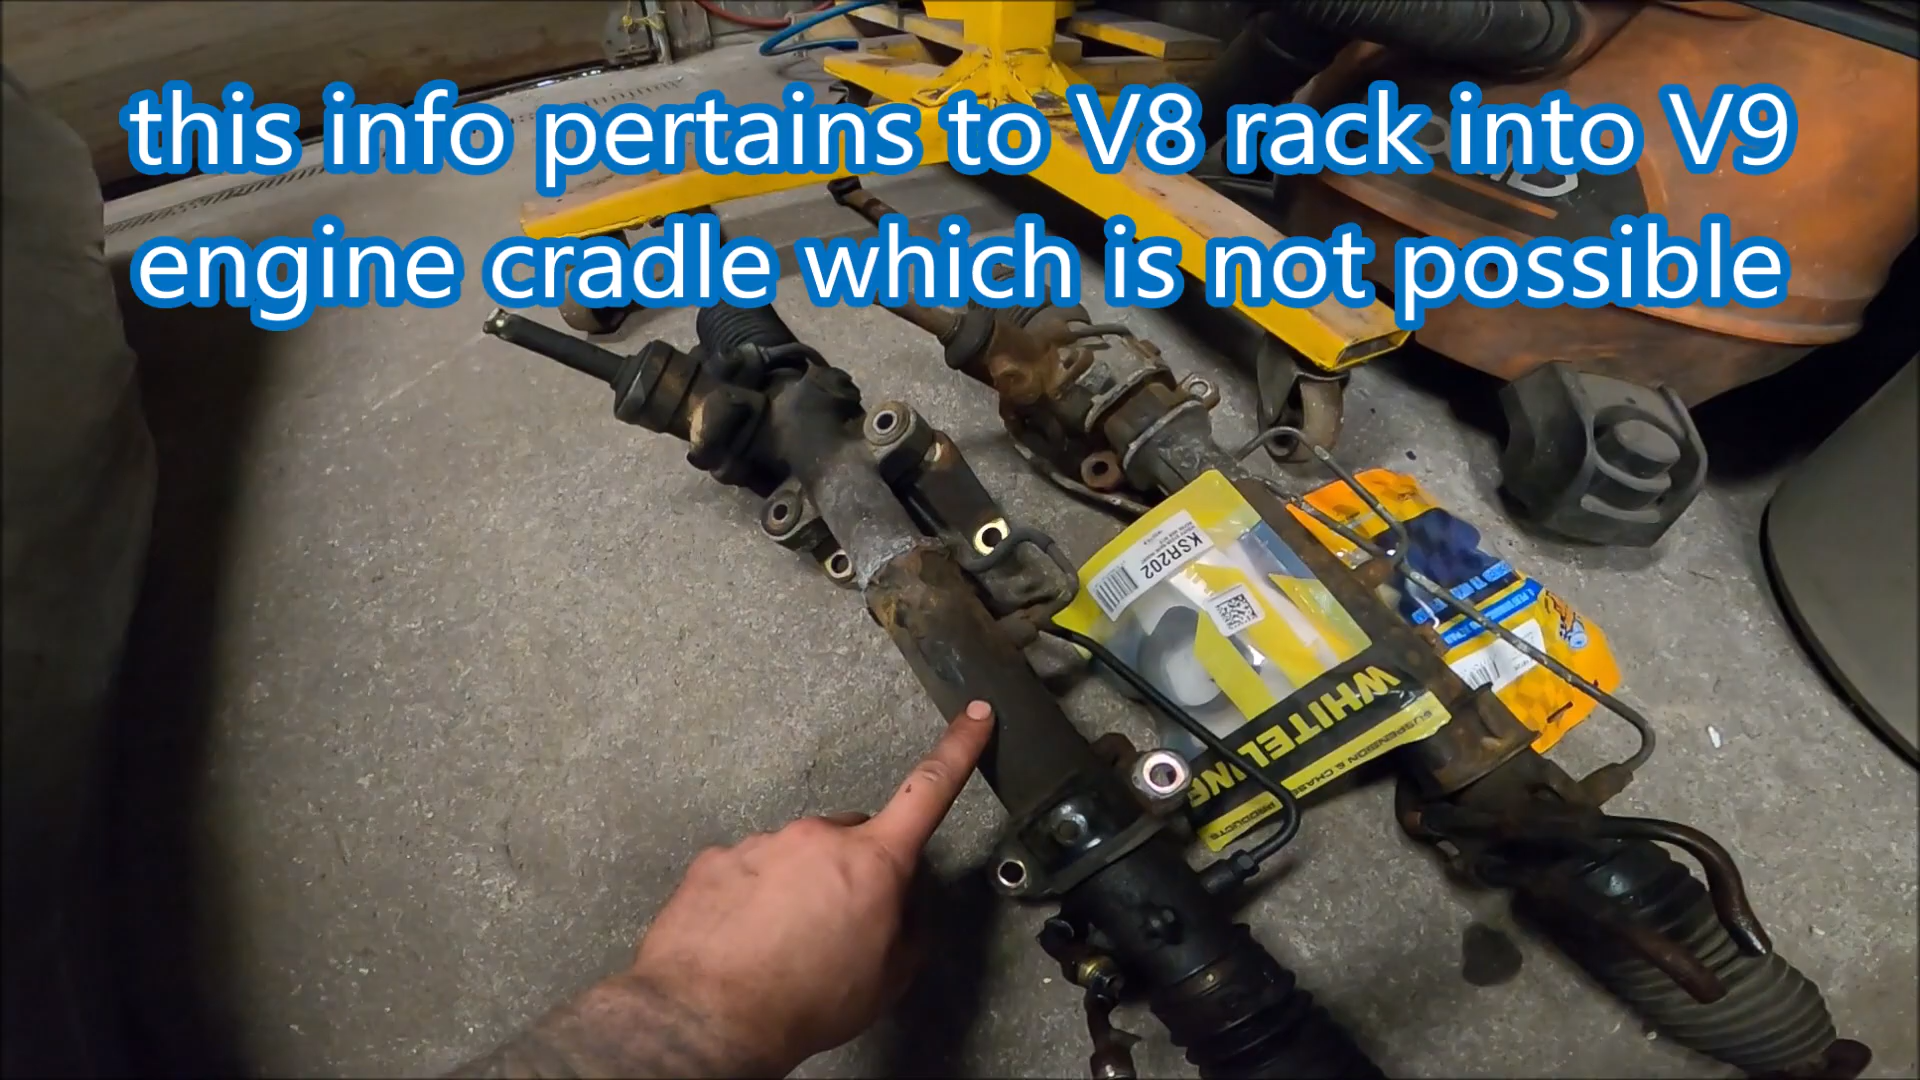 this info pertains to V8 rack into V9
engine cradle which is not possible
KSR202
WHITELINE
SUSPENSION & CHASSIS
PRODUCTS